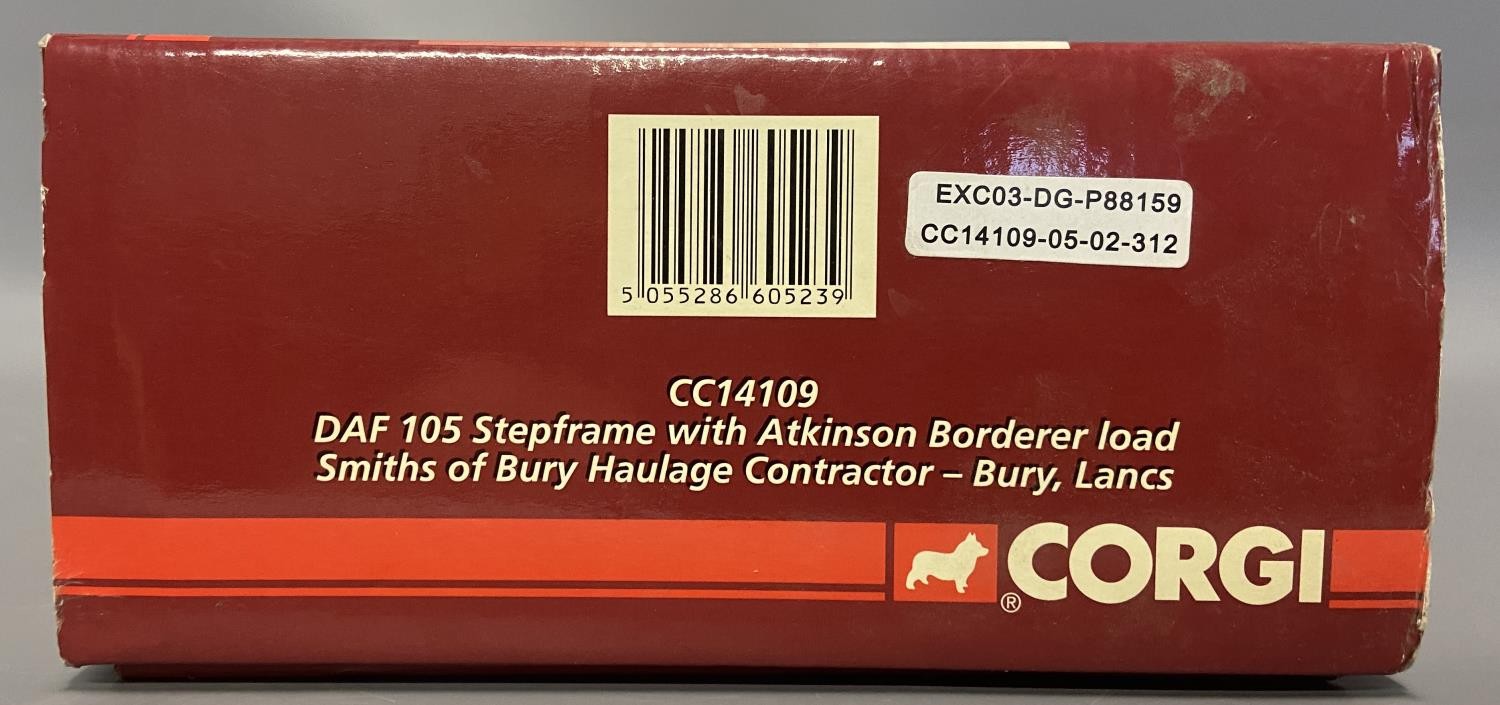 5 055286 605239
EXC03-DG-P88159
CC14109-05-02-312
CC14109
DAF 105 Stepframe with Atkinson Borderer load
Smiths of Bury Haulage Contractor – Bury, Lancs
® CORGI